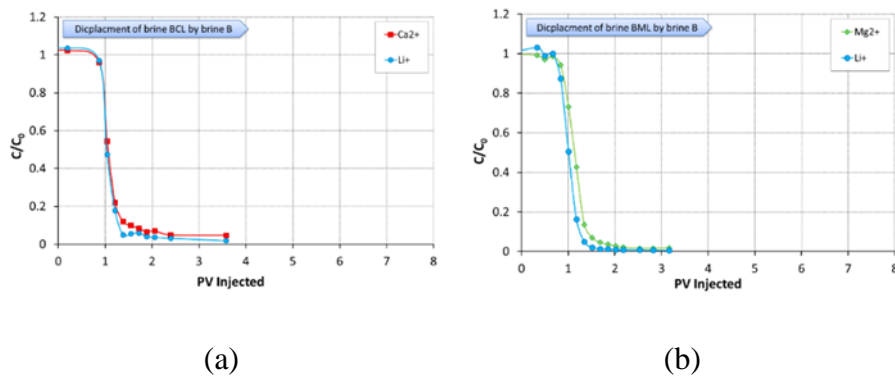 Dicplacment of brine BCL by brine B
Ca2+
Li+
1.2
1
0.8
0.6
0.4
0.2
0
C/C0
0 1 2 3 4 5 6 7 8
PV Injected
(a)
Dicplacment of brine BML by brine B
Mg2+
Li+
1.2
1
0.8
0.6
0.4
0.2
0
C/C0
0 1 2 3 4 5 6 7 8
PV Injected
(b)